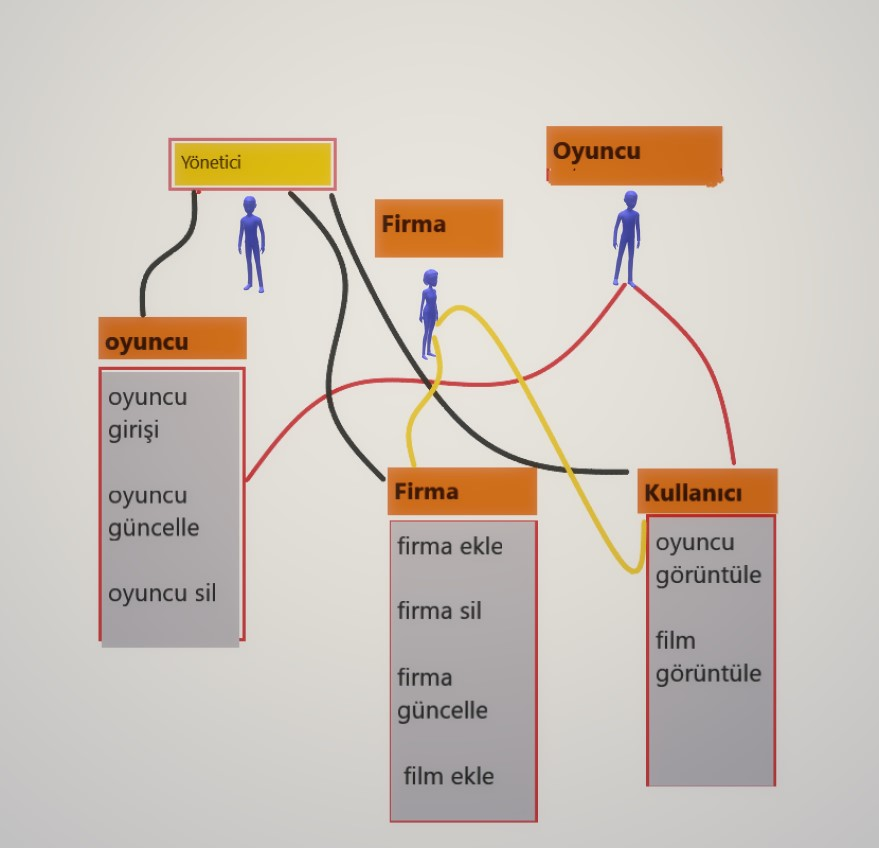 Yönetici
Oyuncu
Firma
oyuncu
oyuncu
girişi
oyuncu
güncelle
oyuncu sil
Firma
firma ekle
firma sil
firma
güncelle
film ekle
Kullanıcı
oyuncu
görüntüle
film
görüntüle